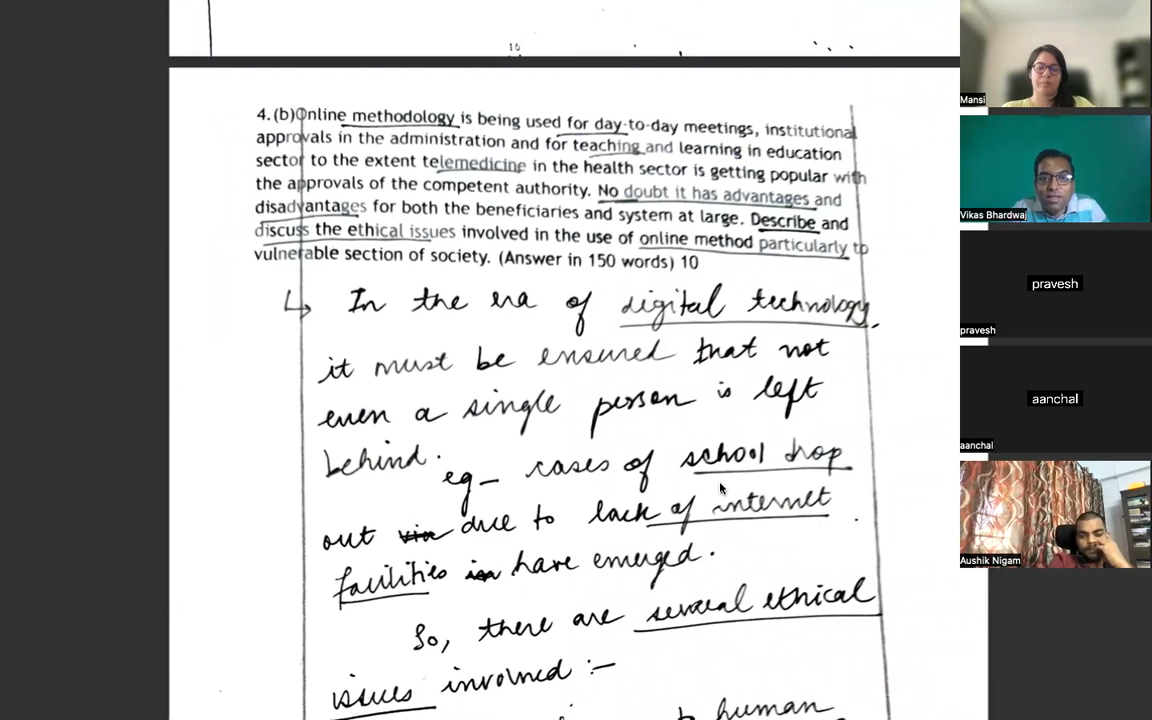 16
4.(b)Online methodology is being used for day-to-day meetings, institutional
approvals in the administration and for teaching and learning in education
sector to the extent telemedicine in the health sector is getting popular with
the approvals of the competent authority. No doubt it has advantages and
disadvantages for both the beneficiaries and system at large. Describe and
discuss the ethical issues involved in the use of online method particularly to
vulnerable section of society. (Answer in 150 words) 10
In the era of digital technology,
it must be ensured that not
even a single person is left
behind. eg- cases of school drop
out due to lack of internet
facilities have emerged.
So, there are several ethical
issues involved :-
to human
Mansi
Vikas Bhardwaj
pravesh
pravesh
aanchal
aanchal
Aushik Nigam